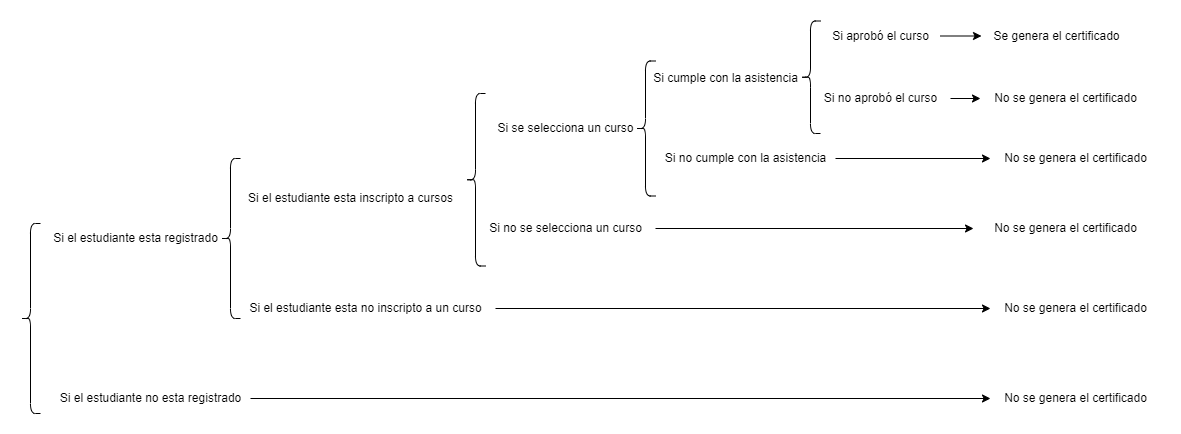 Si aprobó el curso
Se genera el certificado
Si cumple con la asistencia
Si no aprobó el curso
No se genera el certificado
Si se selecciona un curso
Si no cumple con la asistencia
No se genera el certificado
Si el estudiante esta inscripto a cursos
Si no se selecciona un curso
No se genera el certificado
Si el estudiante esta registrado
Si el estudiante esta no inscripto a un curso
No se genera el certificado
Si el estudiante no esta registrado
No se genera el certificado